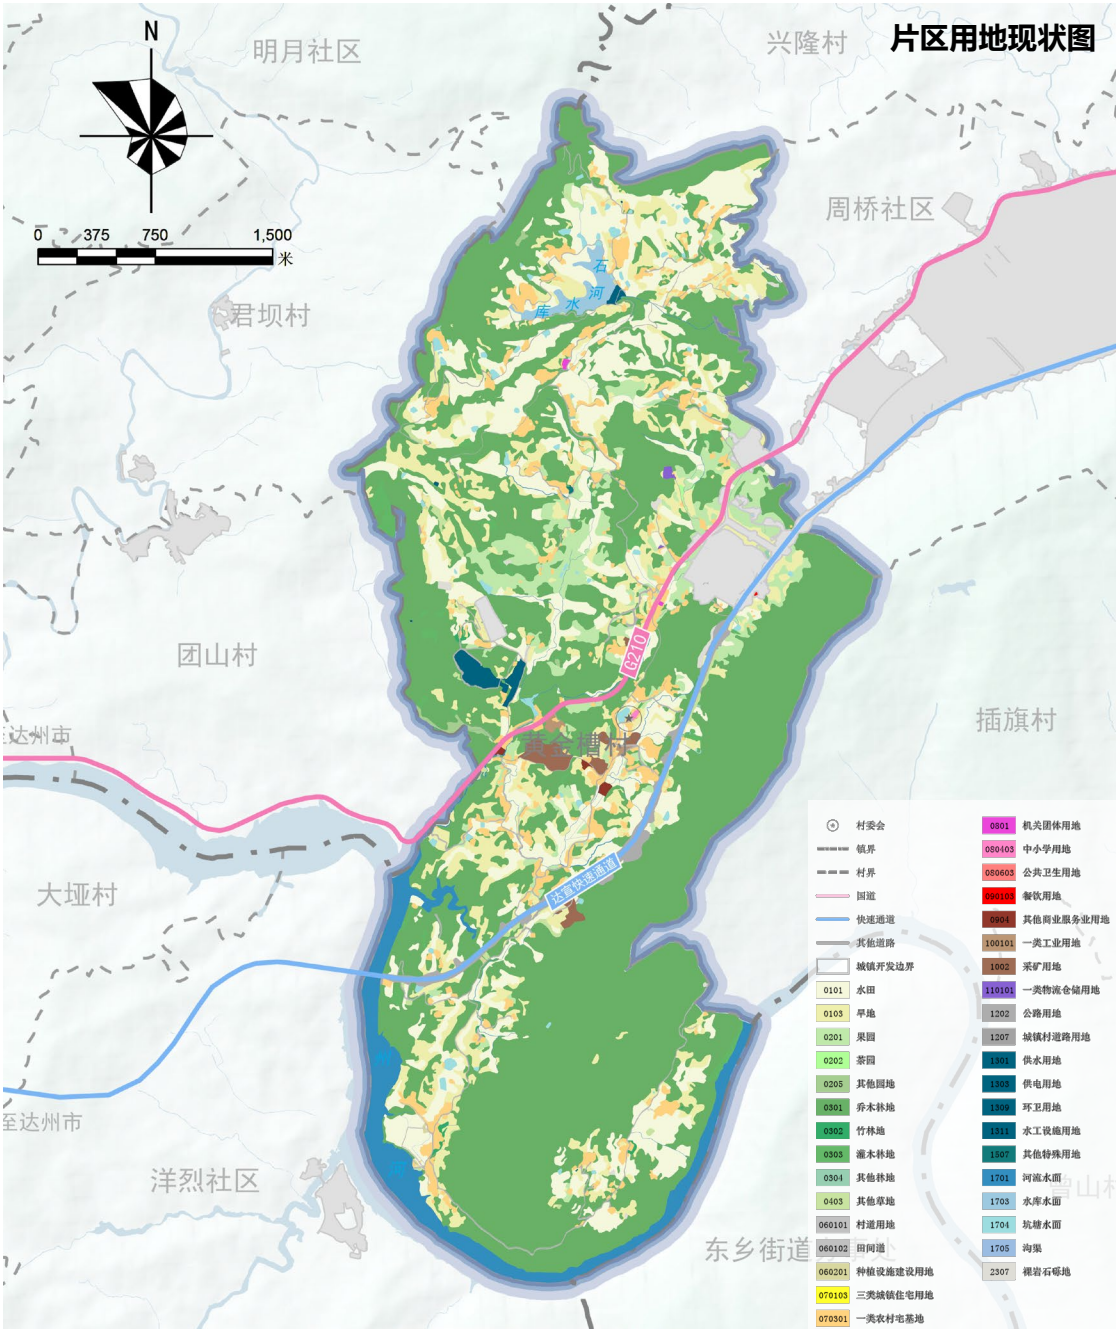 片区用地现状图
N
明月社区
兴隆村
周桥社区
0 375 750 1,500
米
君坝村
石
河
水
库
团山村
G210
插旗村
至达州市
黄金槽村
大垭村
达宣快速通道
至达州市
洋烈社区
曾山村
东乡街道办事处
村委会
镇界
村界
国道
快速通道
其他道路
城镇开发边界
0101 水田
0103 旱地
0201 果园
0202 茶园
0205 其他园地
0301 乔木林地
0302 竹林地
0303 灌木林地
0304 其他林地
0403 其他草地
060101 村道用地
060102 田间道
060201 种植设施建设用地
070103 三类城镇住宅用地
070301 一类农村宅基地
0801 机关团体用地
080403 中小学用地
080603 公共卫生用地
090103 餐饮用地
0904 其他商业服务业用地
100101 一类工业用地
1002 采矿用地
110101 一类物流仓储用地
1202 公路用地
1207 城镇村道路用地
1301 供水用地
1303 供电用地
1309 环卫用地
1311 水工设施用地
1507 其他特殊用地
1701 河流水面
1703 水库水面
1704 坑塘水面
1705 沟渠
2307 裸岩石砾地